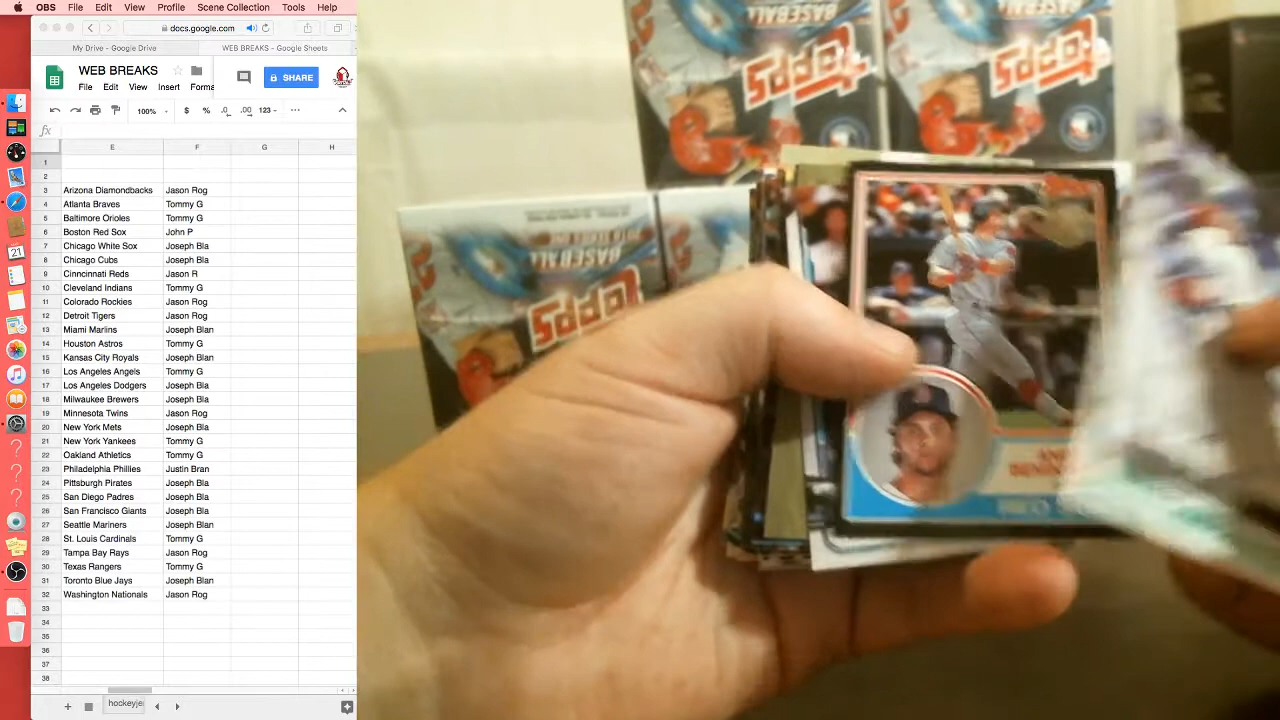 OBS File Edit View Profile Scene Collection Tools Help
docs.google.com
My Drive - Google Drive
WEB BREAKS - Google Sheets
WEB BREAKS
SHARE
File Edit View Insert Forma
100% $ % .0 .00 123
fx
E F G H
1
2
3 Arizona Diamondbacks Jason Rog
4 Atlanta Braves Tommy G
5 Baltimore Orioles Tommy G
6 Boston Red Sox John P
7 Chicago White Sox Joseph Bla
8 Chicago Cubs Joseph Bla
9 Cinncinnati Reds Jason R
10 Cleveland Indians Tommy G
11 Colorado Rockies Jason Rog
12 Detroit Tigers Jason Rog
13 Miami Marlins Joseph Blan
14 Houston Astros Tommy G
15 Kansas City Royals Joseph Blan
16 Los Angeles Angels Tommy G
17 Los Angeles Dodgers Joseph Bla
18 Milwaukee Brewers Joseph Bla
19 Minnesota Twins Jason Rog
20 New York Mets Joseph Bla
21 New York Yankees Tommy G
22 Oakland Athletics Tommy G
23 Philadelphia Phillies Justin Bran
24 Pittsburgh Pirates Joseph Bla
25 San Diego Padres Joseph Bla
26 San Francisco Giants Joseph Bla
27 Seattle Mariners Joseph Blan
28 St. Louis Cardinals Tommy G
29 Tampa Bay Rays Jason Rog
30 Texas Rangers Tommy G
31 Toronto Blue Jays Joseph Blan
32 Washington Nationals Jason Rog
33
34
35
36
37
38
hockeyje
21
BASEBALL
Topps
BASEBALL
Topps
BASEBALL
Topps